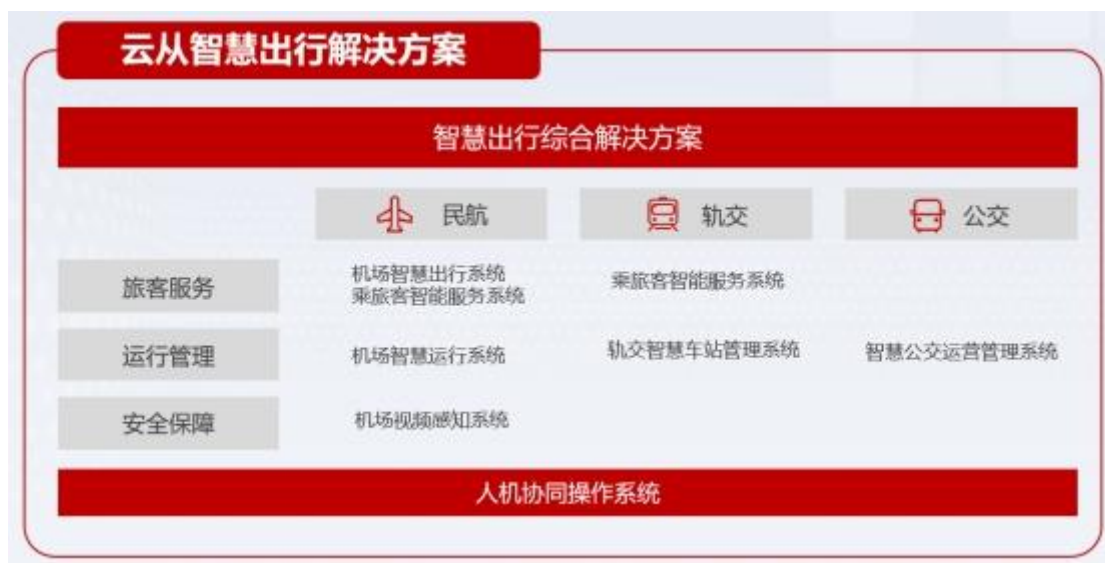 云从智慧出行解决方案
智慧出行综合解决方案
民航 轨交 公交
旅客服务
机场智慧出行系统
乘旅客智能服务系统
乘旅客智能服务系统
运行管理
机场智慧运行系统
轨交智慧车站管理系统
智慧公交运营管理系统
安全保障
机场视频感知系统
人机协同操作系统